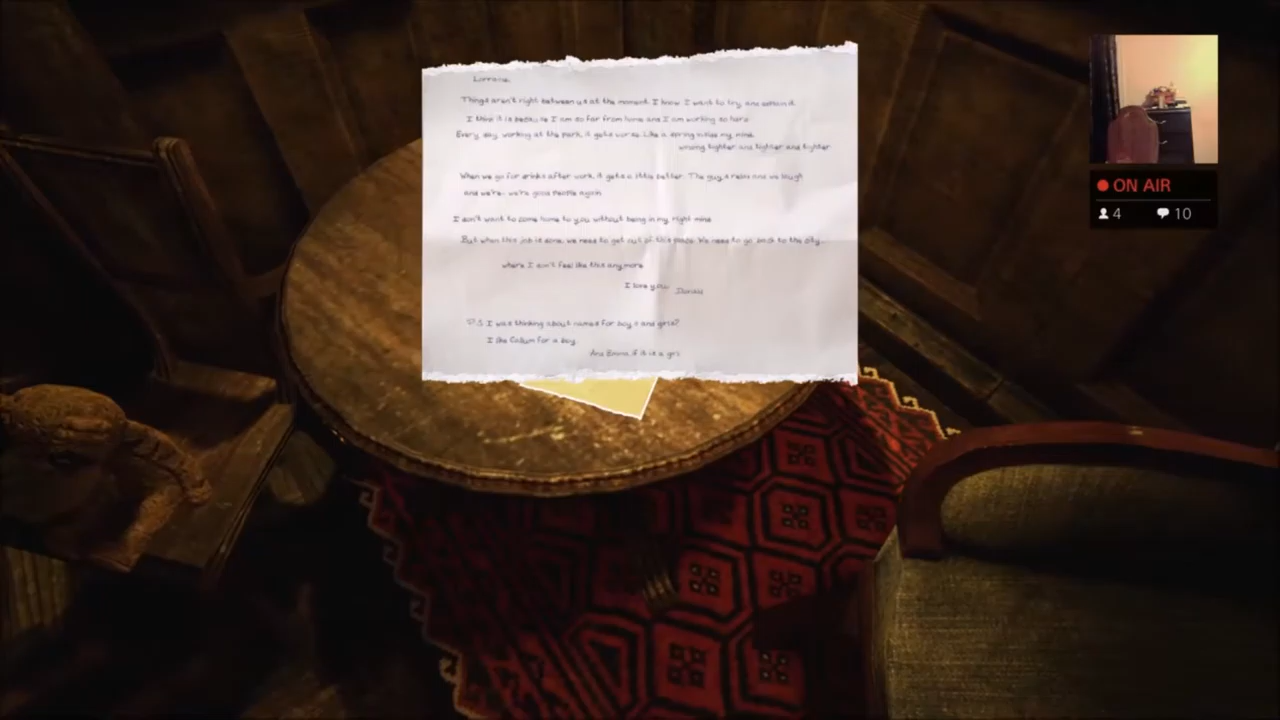 Lorraine.
Things aren't right between us at the moment. I know I want to try and explain it.
I think it is because I am so far from home and I am working so hard
Every day working at the park, it gets worse. Like a spring inside my mind
winding tighter and tighter and tighter
When we go for drinks after work, it gets a little better. The guys relax and we laugh
and we're. we're good people again
I don't want to come home to you without being in my right mind
But when this job is done, we need to get out of this place. We need to go back to the city.
where I don't feel like this anymore
I love you.
I was thinking about names for boys and girls?
I like Callum for a boy.
And Emma, if it is a girl
ON AIR
4 10